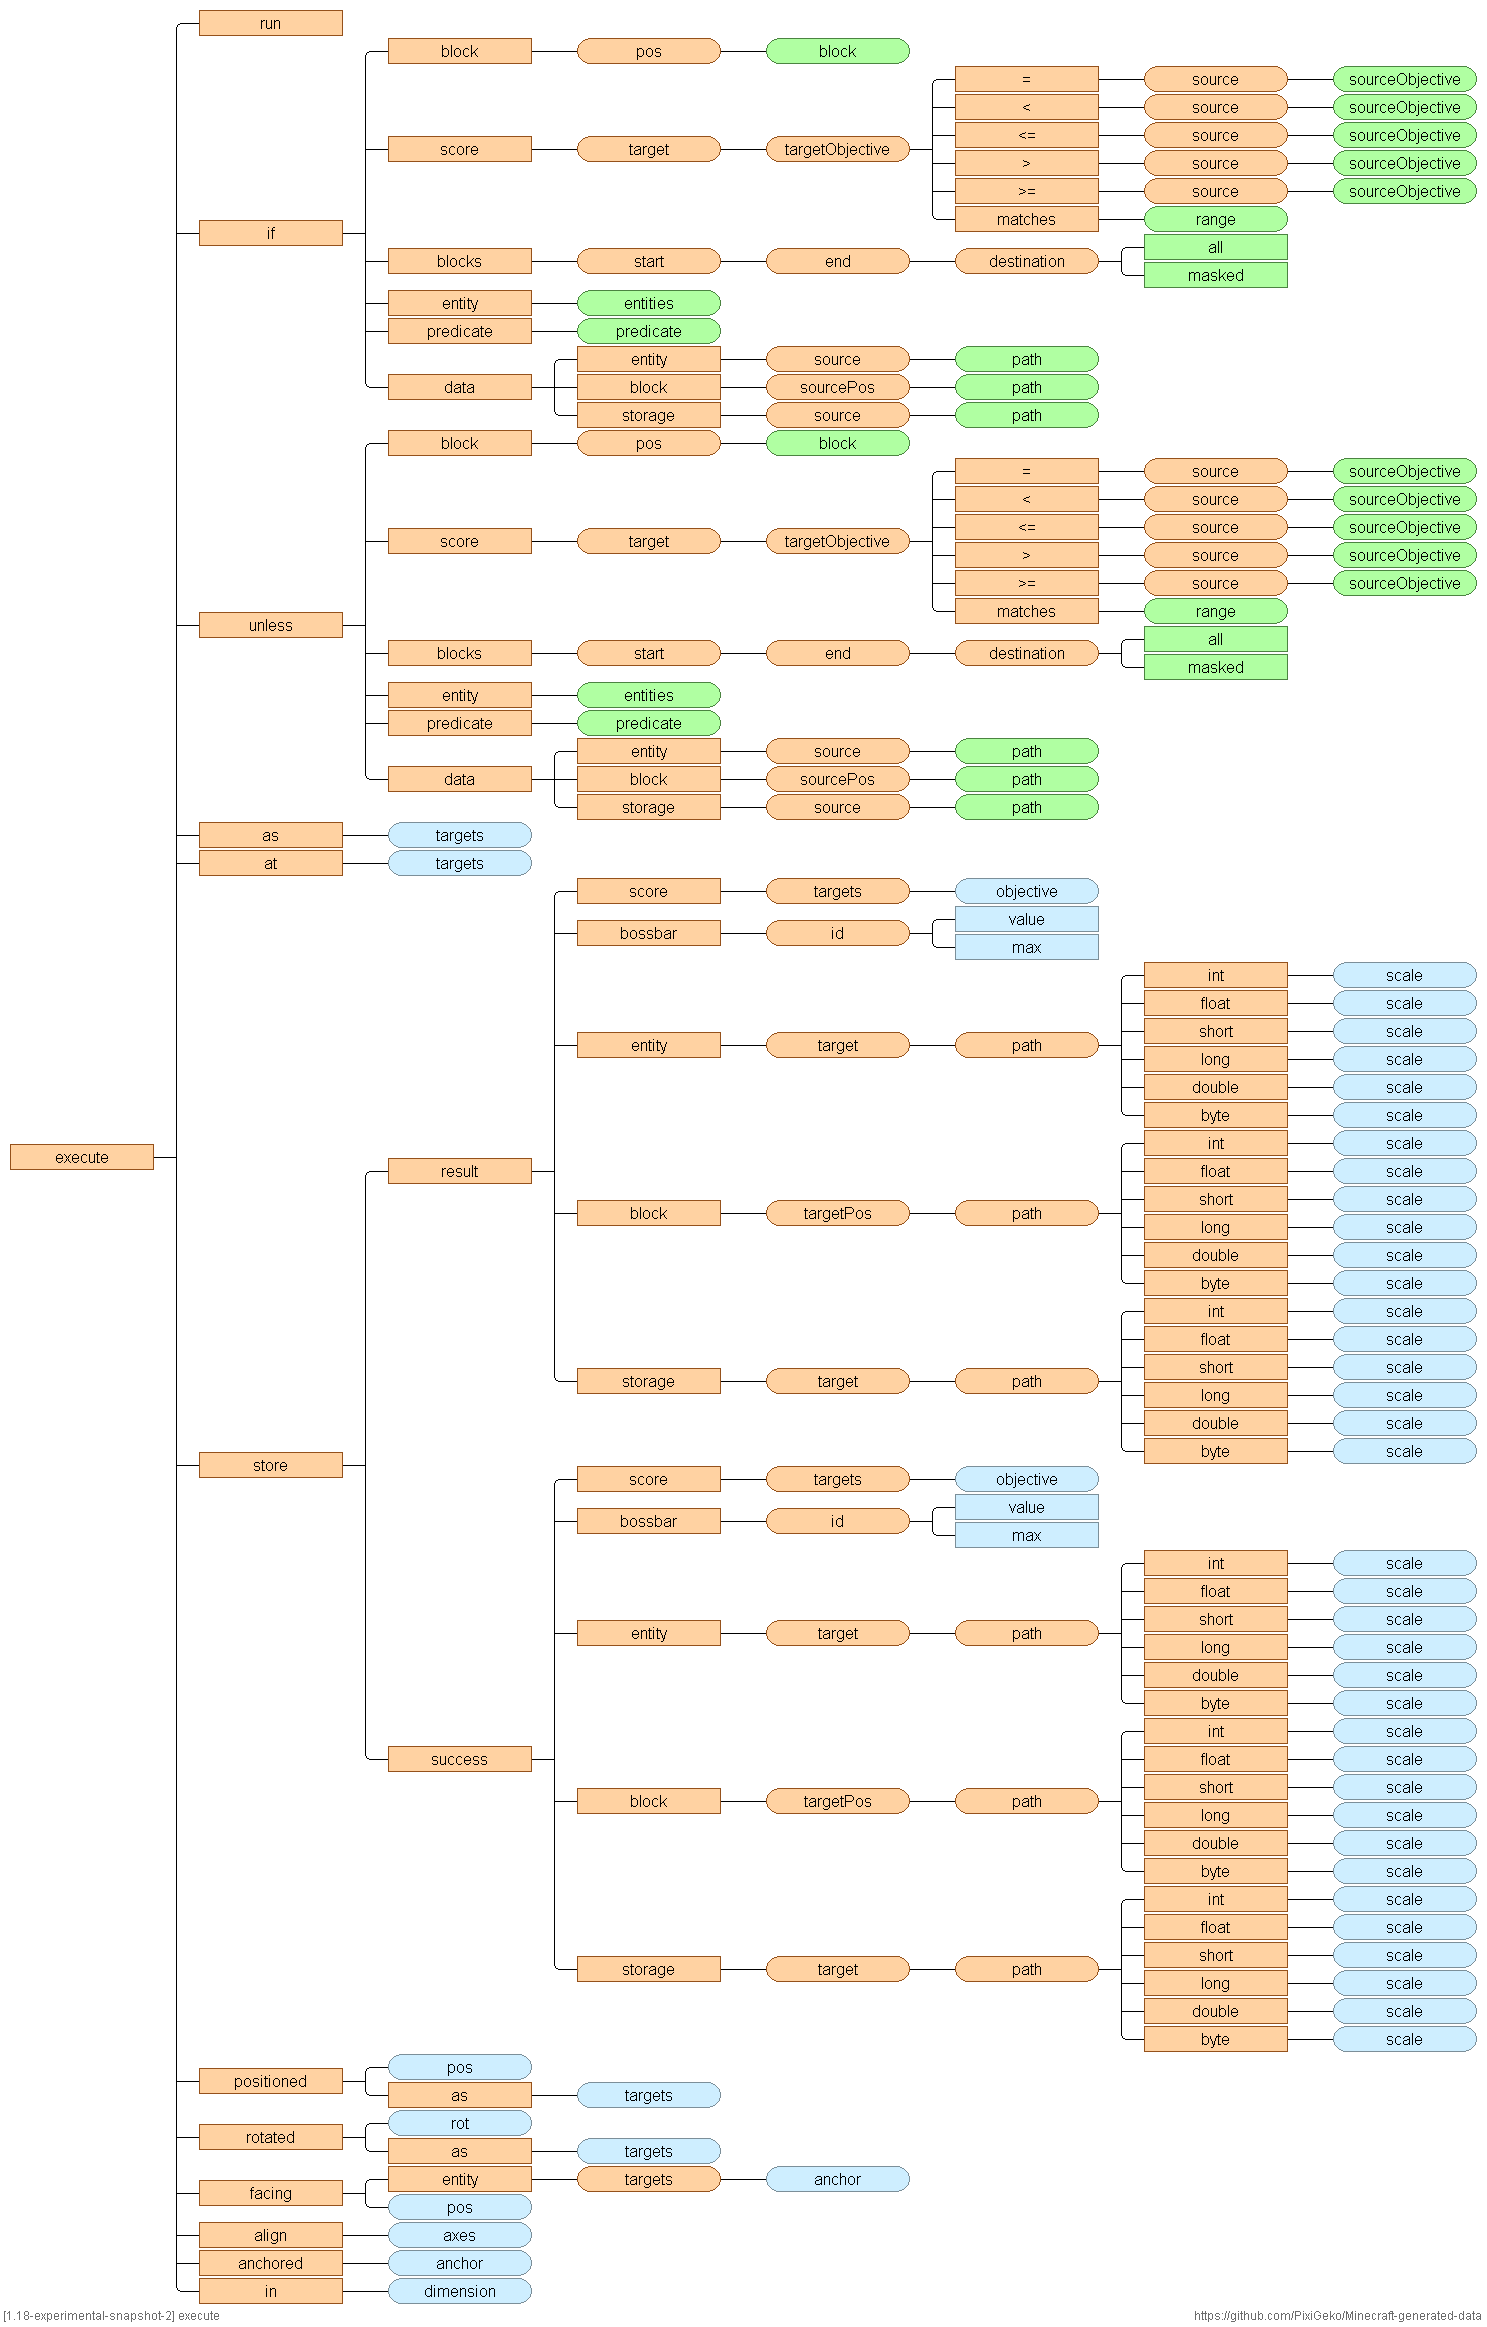 run
block pos block
= source sourceObjective
< source sourceObjective
<= source sourceObjective
score target targetObjective
> source sourceObjective
>= source sourceObjective
matches range
if
all
blocks start end destination
masked
entity entities
predicate predicate
entity source path
data block sourcePos path
storage source path
block pos block
= source sourceObjective
< source sourceObjective
<= source sourceObjective
score target targetObjective
> source sourceObjective
>= source sourceObjective
matches range
unless
all
blocks start end destination
masked
entity entities
predicate predicate
entity source path
data block sourcePos path
storage source path
as targets
at targets
score targets objective
value
bossbar id
max
int scale
float scale
short scale
entity target path
long scale
double scale
byte scale
int scale
execute
result
float scale
short scale
block targetPos path
long scale
double scale
byte scale
int scale
float scale
short scale
storage target path
long scale
double scale
byte scale
store
score targets objective
value
bossbar id
max
int scale
float scale
short scale
entity target path
long scale
double scale
byte scale
int scale
success
float scale
short scale
block targetPos path
long scale
double scale
byte scale
int scale
float scale
short scale
storage target path
long scale
double scale
byte scale
pos
positioned
as targets
rot
rotated
as targets
entity targets anchor
facing
pos
align axes
anchored anchor
in dimension
[1.18-experimental-snapshot-2] execute
https://github.com/PixiGeko/Minecraft-generated-data